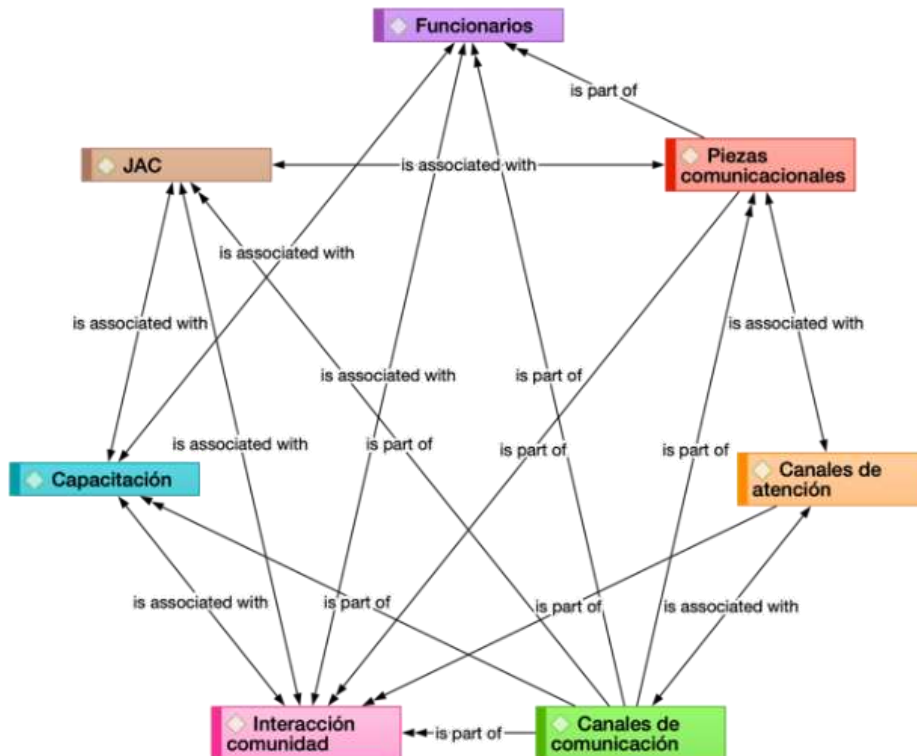 Funcionarios
is part of
JAC
is associated with
Piezas
comunicacionales
is associated with
is associated with
is associated with
is associated with
is part of
is associated with
is part of
is part of
is part of
Capacitación
Canales de
atención
is associated with
is part of
is part of
is associated with
Interacción
comunidad
is part of
Canales de
comunicación